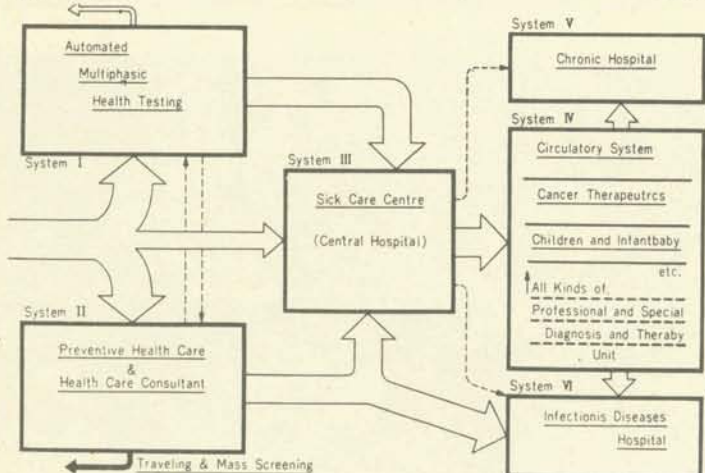 Automated
Multiphasic
Health Testing
System I
System II
Preventive Health Care
&
Health Care Consultant
Traveling & Mass Screening
System III
Sick Care Centre
(Central Hospital)
System V
Chronic Hospital
System IV
Circulatory System
Cancer Therapeutrcs
Children and Infantbaby
etc.
All Kinds of.
Professional and Special
Diagnosis and Theraby
Unit
System VI
Infectionis Diseases
Hospital